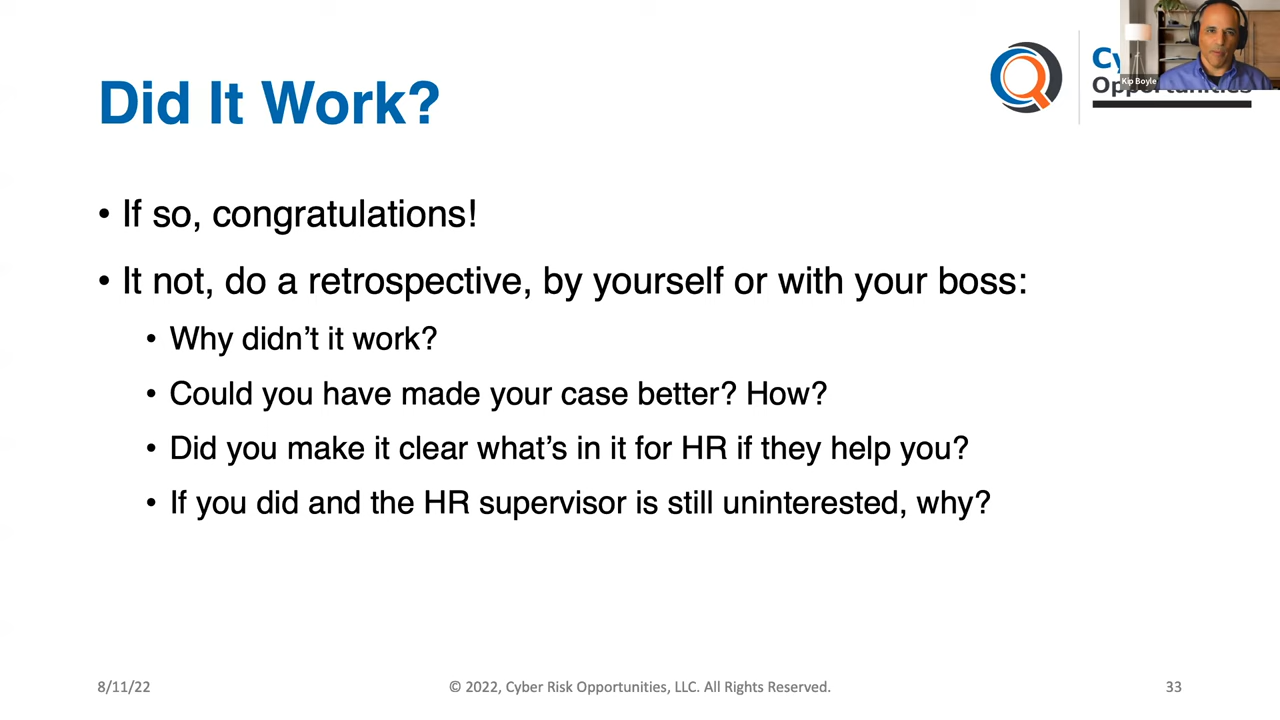 Did It Work?
Kip Boyle
• If so, congratulations!
• It not, do a retrospective, by yourself or with your boss:
• Why didn’t it work?
• Could you have made your case better? How?
• Did you make it clear what’s in it for HR if they help you?
• If you did and the HR supervisor is still uninterested, why?
8/11/22
© 2022, Cyber Risk Opportunities, LLC. All Rights Reserved.
33